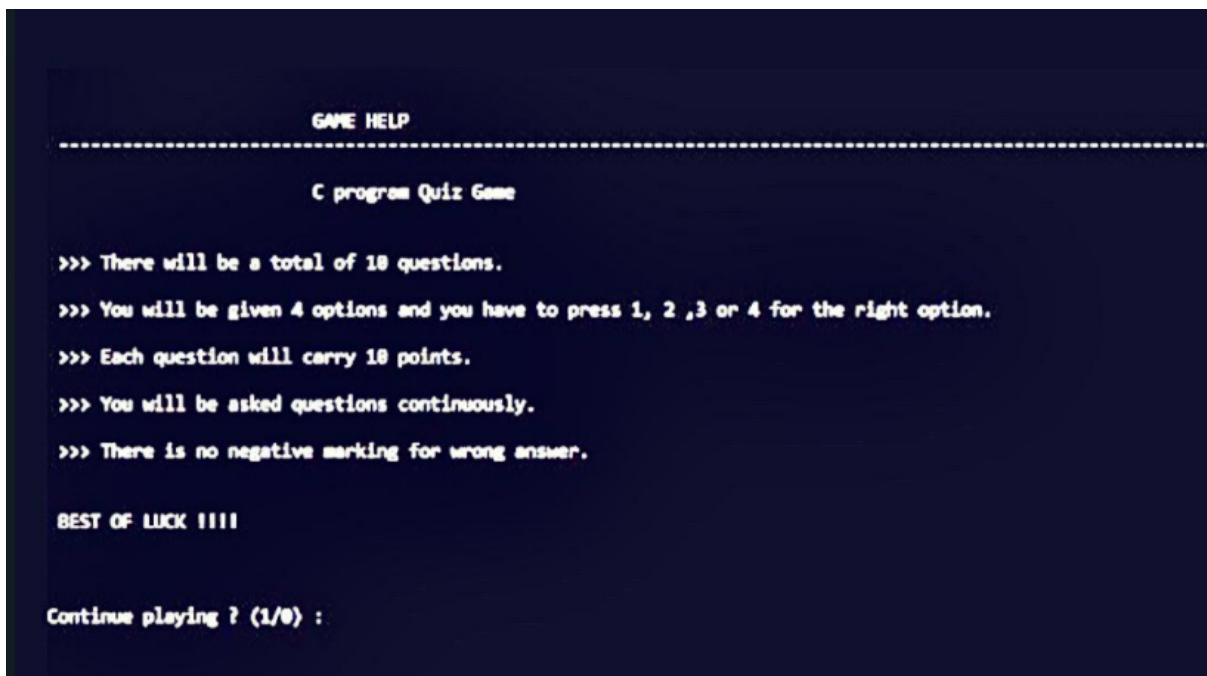 GAME HELP
--------------------------------------------------------------------------------
C program Quiz Game
>>> There will be a total of 10 questions.
>>> You will be given 4 options and you have to press 1, 2 ,3 or 4 for the right option.
>>> Each question will carry 10 points.
>>> You will be asked questions continuously.
>>> There is no negative marking for wrong answer.
BEST OF LUCK !!!!
Continue playing ? (1/0) :